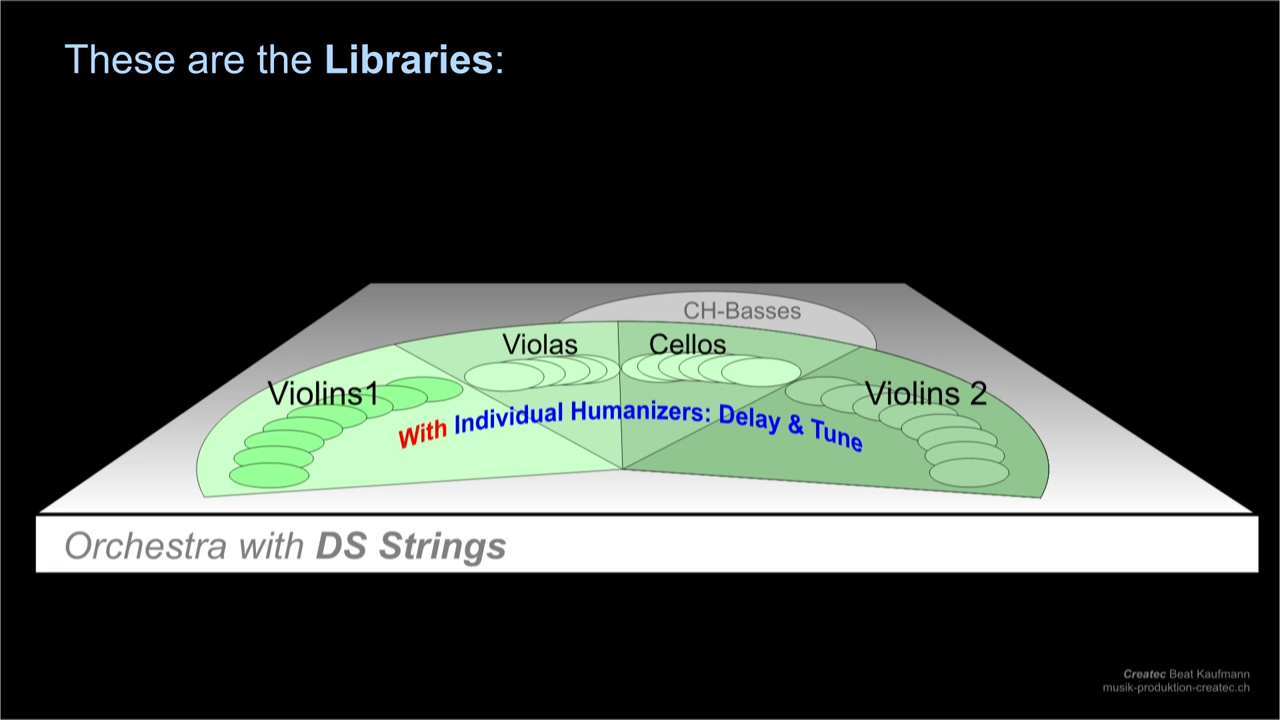 These are the Libraries:
CH-Basses
Violas
Cellos
Violins1
Violins 2
With Individual Humanizers: Delay & Tune
Orchestra with DS Strings
Createc Beat Kaufmann
musik-produktion-createc.ch